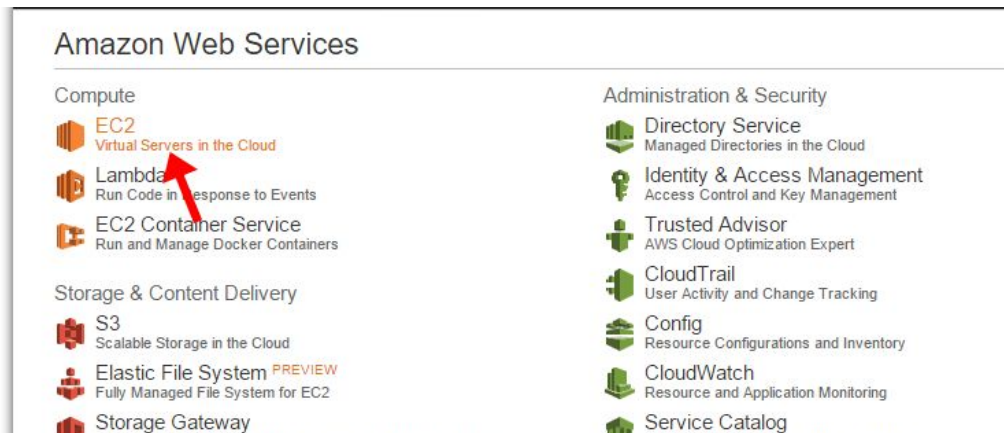 Amazon Web Services
Compute
EC2
Virtual Servers in the Cloud
Lambda
Run Code in Response to Events
EC2 Container Service
Run and Manage Docker Containers
Storage & Content Delivery
S3
Scalable Storage in the Cloud
Elastic File System PREVIEW
Fully Managed File System for EC2
Storage Gateway
Administration & Security
Directory Service
Managed Directories in the Cloud
Identity & Access Management
Access Control and Key Management
Trusted Advisor
AWS Cloud Optimization Expert
CloudTrail
User Activity and Change Tracking
Config
Resource Configurations and Inventory
CloudWatch
Resource and Application Monitoring
Service Catalog